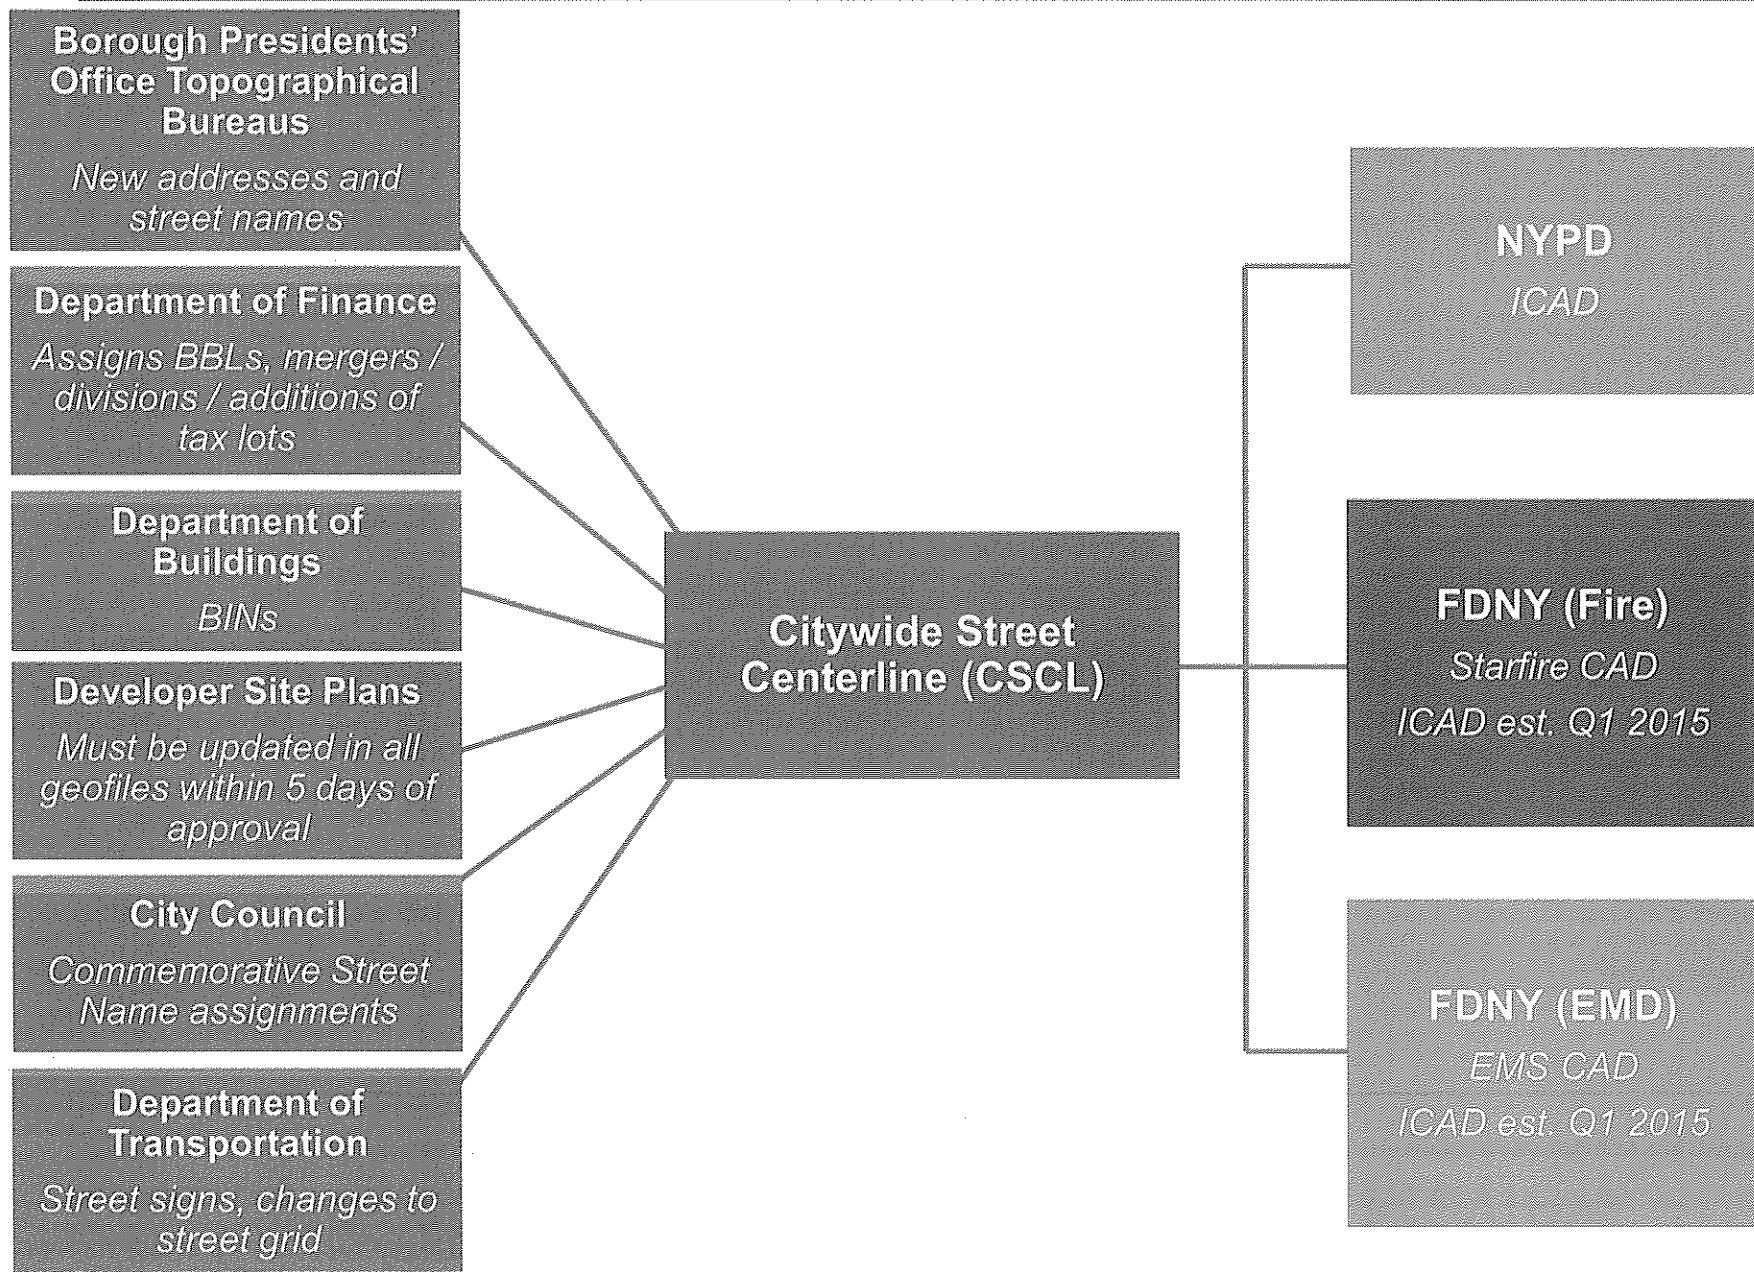 Borough Presidents'
Office Topographical
Bureaus
New addresses and
street names
Department of Finance
Assigns BBLs, mergers /
divisions / additions of
tax lots
Department of
Buildings
BINs
Developer Site Plans
Must be updated in all
geofiles within 5 days of
approval
City Council
Commemorative Street
Name assignments
Department of
Transportation
Street signs, changes to
street grid
Citywide Street
Centerline (CSCL)
NYPD
ICAD
FDNY (Fire)
Starfire CAD
ICAD est. Q1 2015
FDNY (EMD)
EMS CAD
ICAD est. Q1 2015